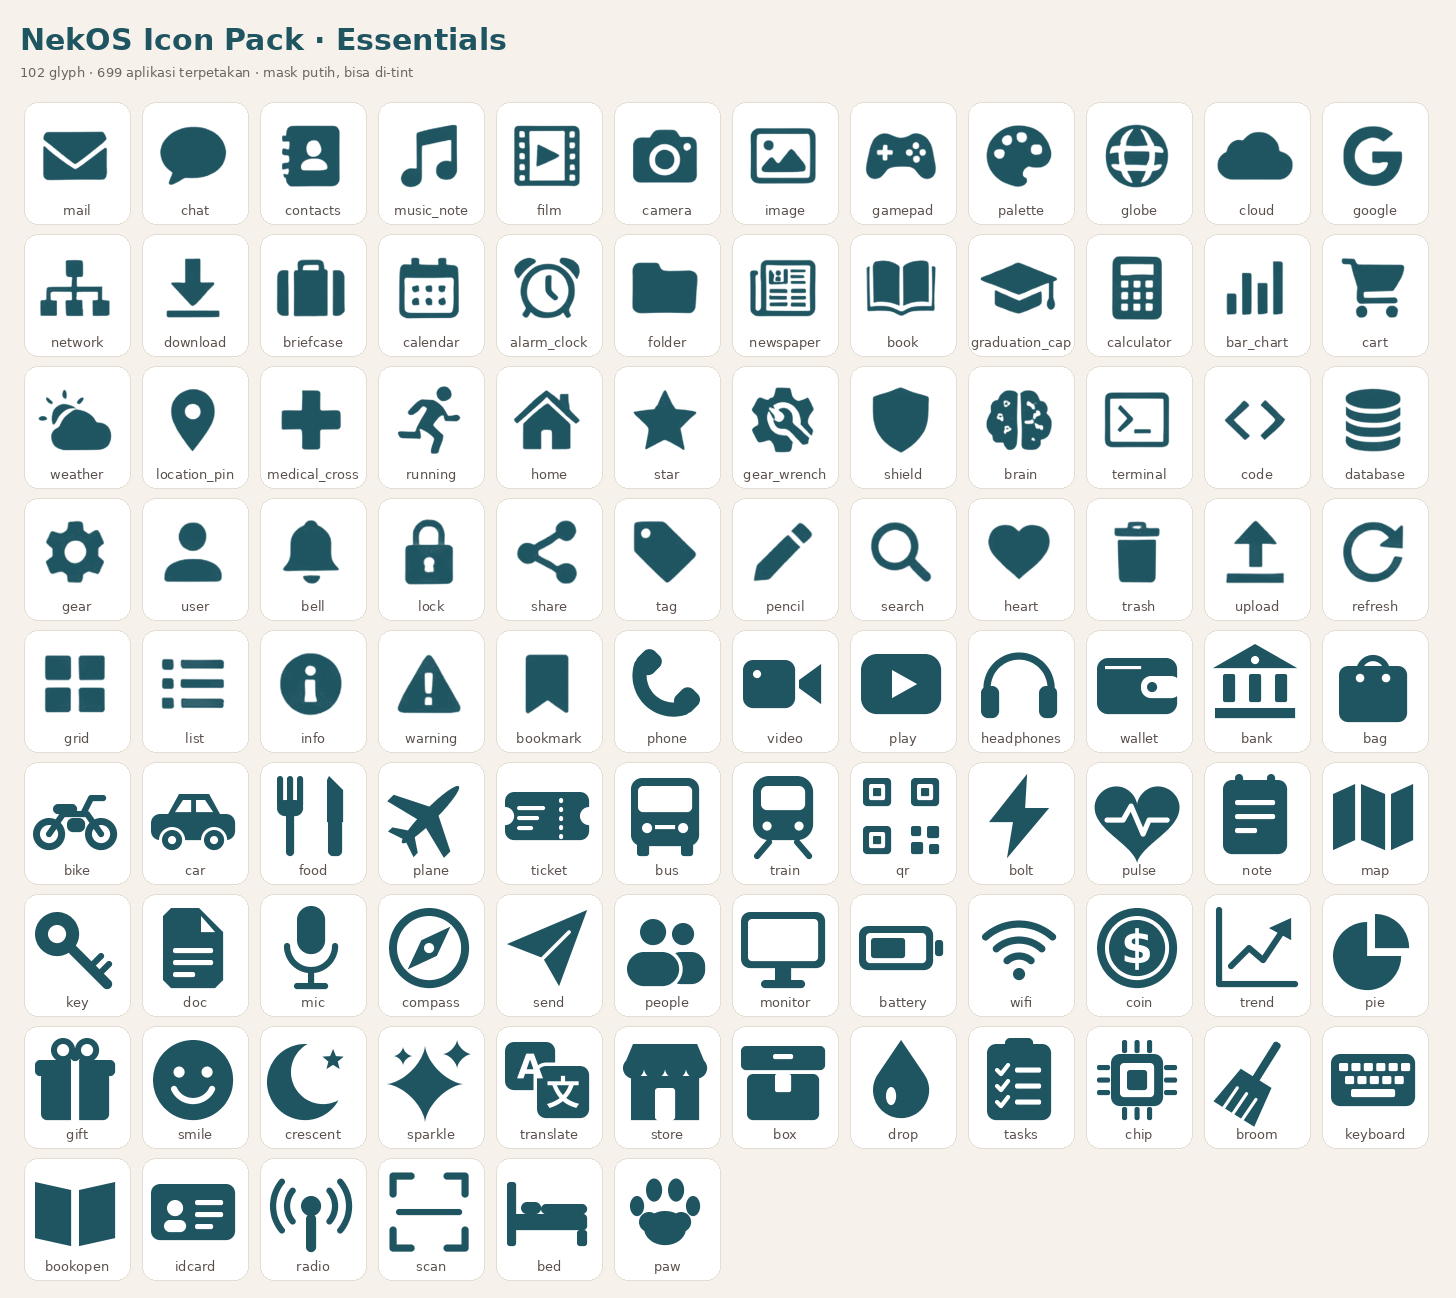 NekOS Icon Pack · Essentials
102 glyph · 699 aplikasi terpetakan · mask putih, bisa di-tint
mail chat contacts music_note film camera image gamepad palette globe cloud google
network download briefcase calendar alarm_clock folder newspaper book graduation_cap calculator bar_chart cart
weather location_pin medical_cross running home star gear_wrench shield brain terminal code database
gear user bell lock share tag pencil search heart trash upload refresh
grid list info warning bookmark phone video play headphones wallet bank bag
bike car food plane ticket bus train qr bolt pulse note map
$
key doc mic compass send people monitor battery wifi coin trend pie
A 文
gift smile crescent sparkle translate store box drop tasks chip broom keyboard
bookopen idcard radio scan bed paw